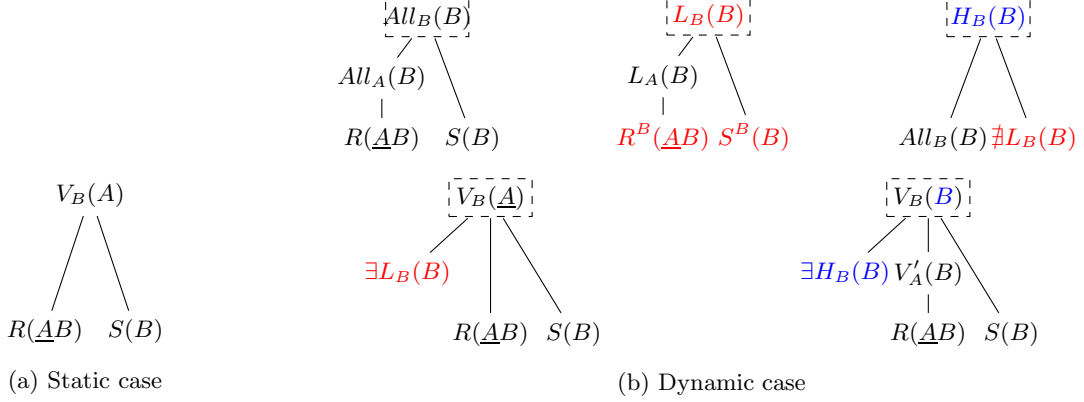 All_B(B) L_B(B) H_B(B)
All_A(B) L_A(B)
R(AB) S(B) R^B(AB) S^B(B) All_B(B) ∄L_B(B)
V_B(A) V_B(A) V_B(B)
∃L_B(B) ∃H_B(B) V′_A(B)
R(AB) S(B) R(AB) S(B) R(AB) S(B)
(a) Static case (b) Dynamic case